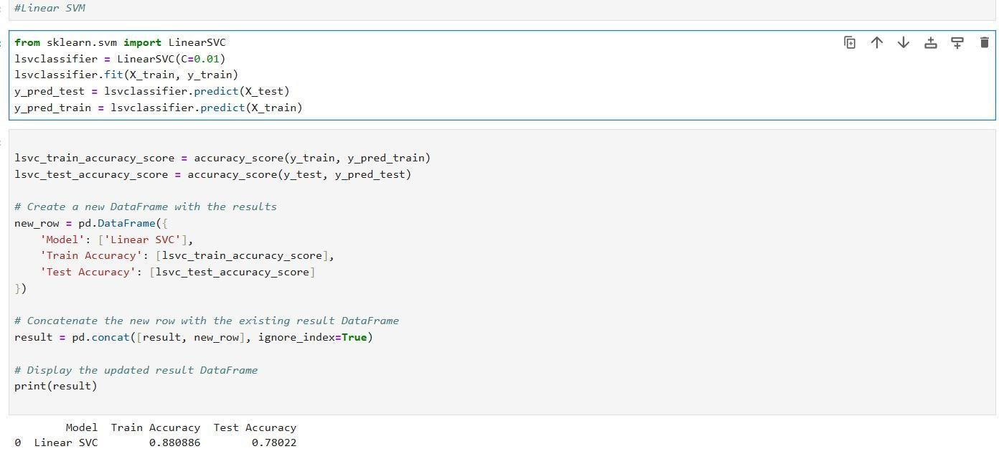 #Linear SVM
from sklearn.svm import LinearSVC
lsvclassifier = LinearSVC(C=0.01)
lsvclassifier.fit(X_train, y_train)
y_pred_test = lsvclassifier.predict(X_test)
y_pred_train = lsvclassifier.predict(X_train)
lsvc_train_accuracy_score = accuracy_score(y_train, y_pred_train)
lsvc_test_accuracy_score = accuracy_score(y_test, y_pred_test)
# Create a new DataFrame with the results
new_row = pd.DataFrame({
    'Model': ['Linear SVC'],
    'Train Accuracy': [lsvc_train_accuracy_score],
    'Test Accuracy': [lsvc_test_accuracy_score]
})
# Concatenate the new row with the existing result DataFrame
result = pd.concat([result, new_row], ignore_index=True)
# Display the updated result DataFrame
print(result)
Model  Train Accuracy  Test Accuracy
0  Linear SVC        0.880886        0.78022